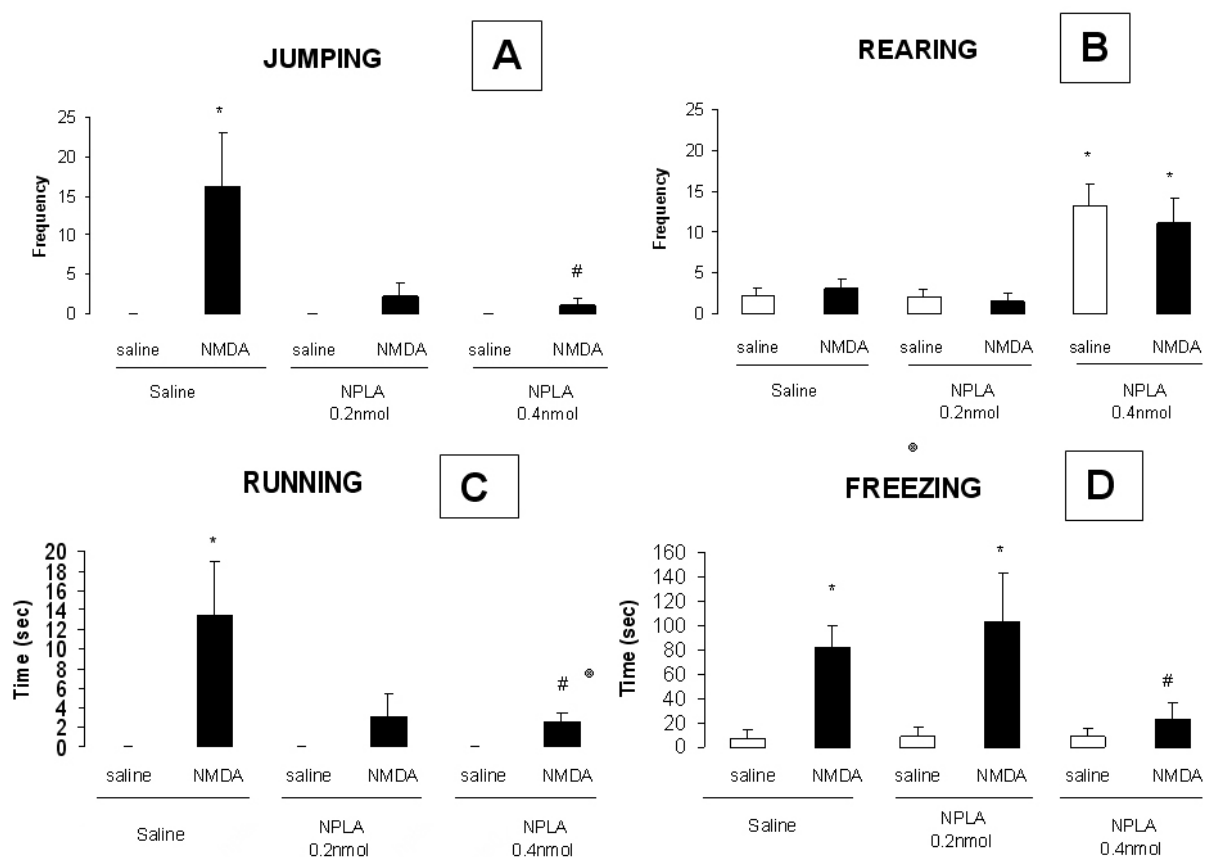 JUMPING
A
Frequency
25
20
15
10
5
0
*
#
saline NMDA saline NMDA saline NMDA
Saline NPLA NPLA
0.2nmol 0.4nmol
REARING
B
Frequency
25
20
15
10
5
0
* *
saline NMDA saline NMDA saline NMDA
Saline NPLA NPLA
0.2nmol 0.4nmol
RUNNING
C
Time (sec)
20
18
16
14
12
10
8
6
4
2
0
*
# ⊗
saline NMDA saline NMDA saline NMDA
Saline NPLA NPLA
0.2nmol 0.4nmol
⊗
FREEZING
D
Time (sec)
160
140
120
100
80
60
40
20
0
* *
#
saline NMDA saline NMDA saline NMDA
Saline NPLA NPLA
0.2nmol 0.4nmol